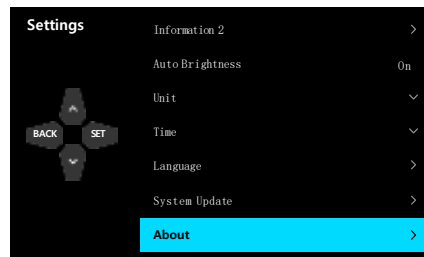 Settings
Information 2
Auto Brightness On
Unit
BACK SET Time
Language
System Update
About